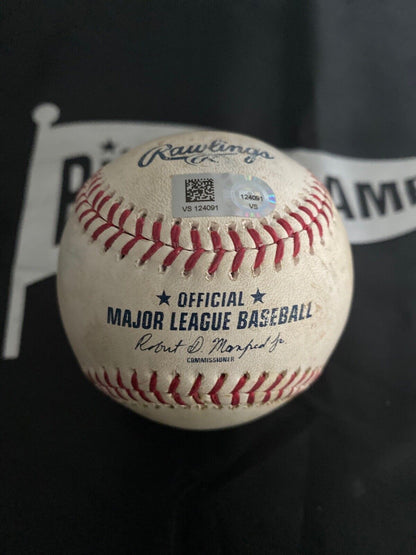 Rawlings
R
VS 124091
124091
VS
★ OFFICIAL ★
MAJOR LEAGUE BASEBALL
Robert D. Manfred Jr.
COMMISSIONER
AME